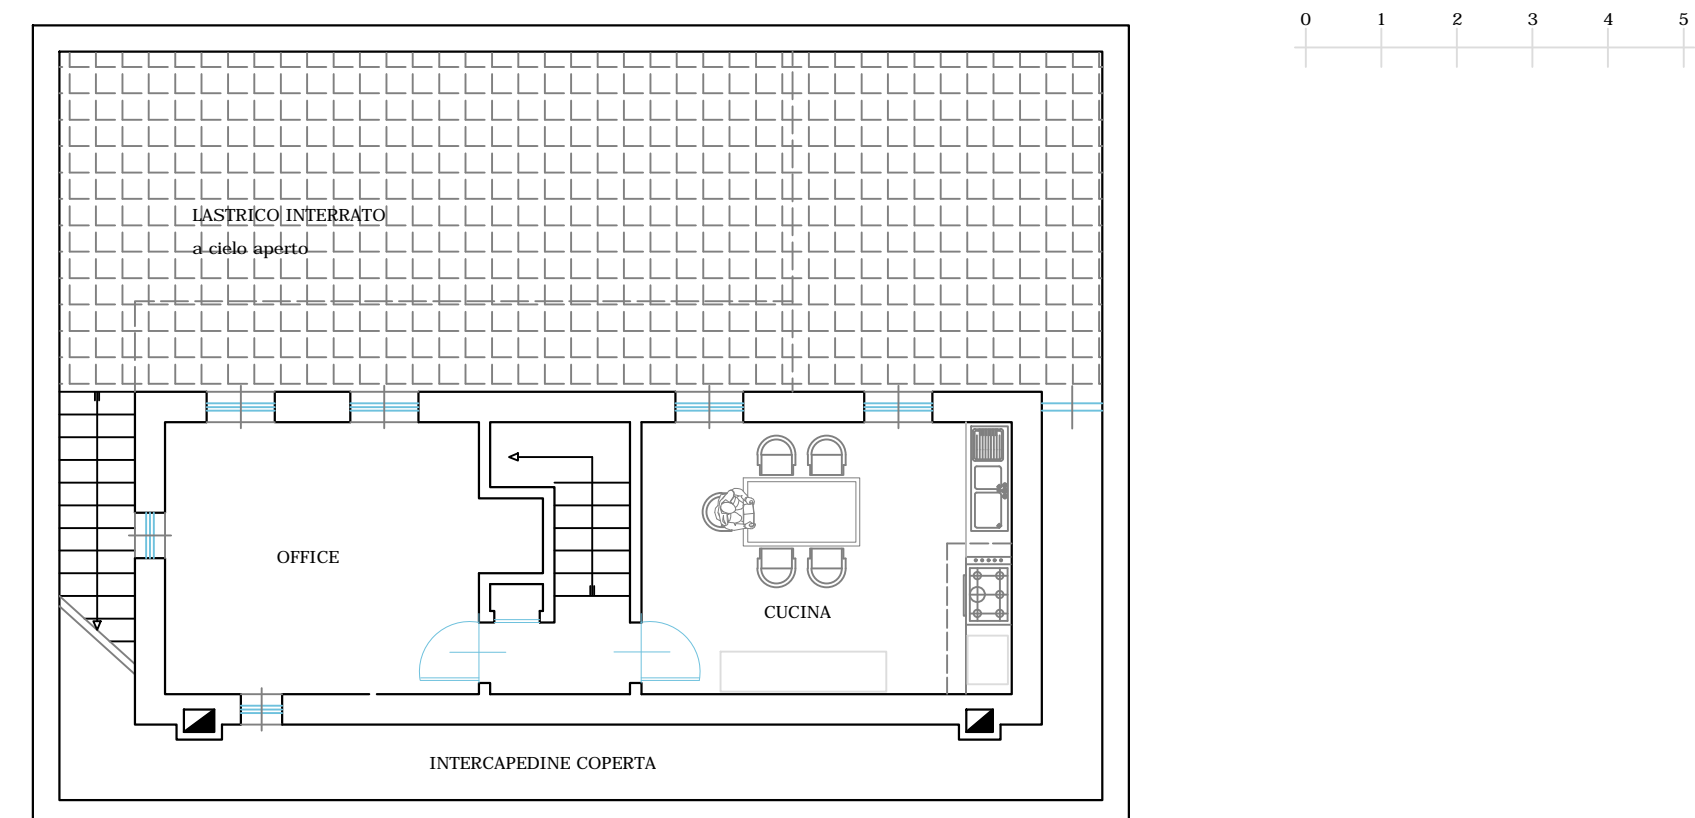 0 1 2 3 4 5
LASTRICO INTERRATO
a cielo aperto
OFFICE
CUCINA
INTERCAPEDINE COPERTA